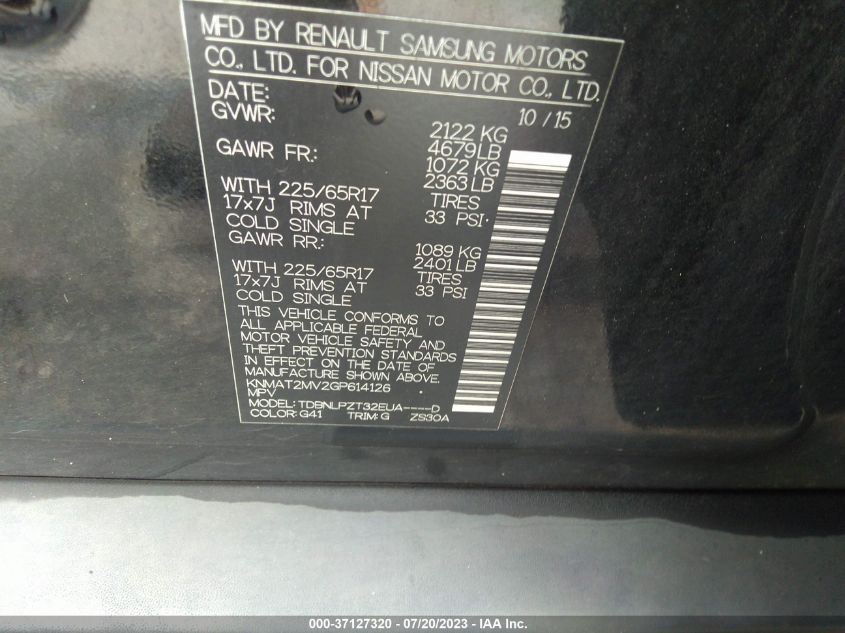 MFD BY RENAULT SAMSUNG MOTORS
CO., LTD. FOR NISSAN MOTOR CO., LTD.
DATE: 10 / 15
GVWR: 2122 KG
4679 LB
GAWR FR.: 1072 KG
2363 LB
WITH 225/65R17 TIRES
17x7J RIMS AT 33 PSI
COLD SINGLE
GAWR RR.: 1089 KG
2401 LB
WITH 225/65R17 TIRES
17x7J RIMS AT 33 PSI
COLD SINGLE
THIS VEHICLE CONFORMS TO
ALL APPLICABLE FEDERAL
MOTOR VEHICLE SAFETY AND
THEFT PREVENTION STANDARDS
IN EFFECT ON THE DATE OF
MANUFACTURE SHOWN ABOVE.
KNMAT2MV2GP614126
MPV
MODEL: TDBNLPZT32EUA----D
COLOR: G41 TRIM: G ZS30A
000-37127320 - 07/20/2023 - IAA Inc.